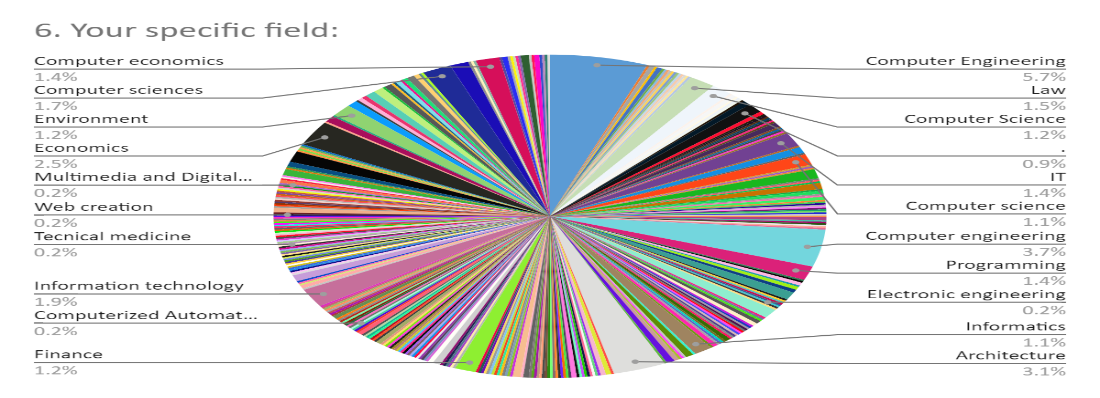 6. Your specific field:
Computer economics
1.4%
Computer sciences
1.7%
Environment
1.2%
Economics
2.5%
Multimedia and Digital...
0.2%
Web creation
0.2%
Tecnical medicine
0.2%
Information technology
1.9%
Computerized Automat...
0.2%
Finance
1.2%
Computer Engineering
5.7%
Law
1.5%
Computer Science
1.2%
.
0.9%
IT
1.4%
Computer science
1.1%
Computer engineering
3.7%
Programming
1.4%
Electronic engineering
0.2%
Informatics
1.1%
Architecture
3.1%